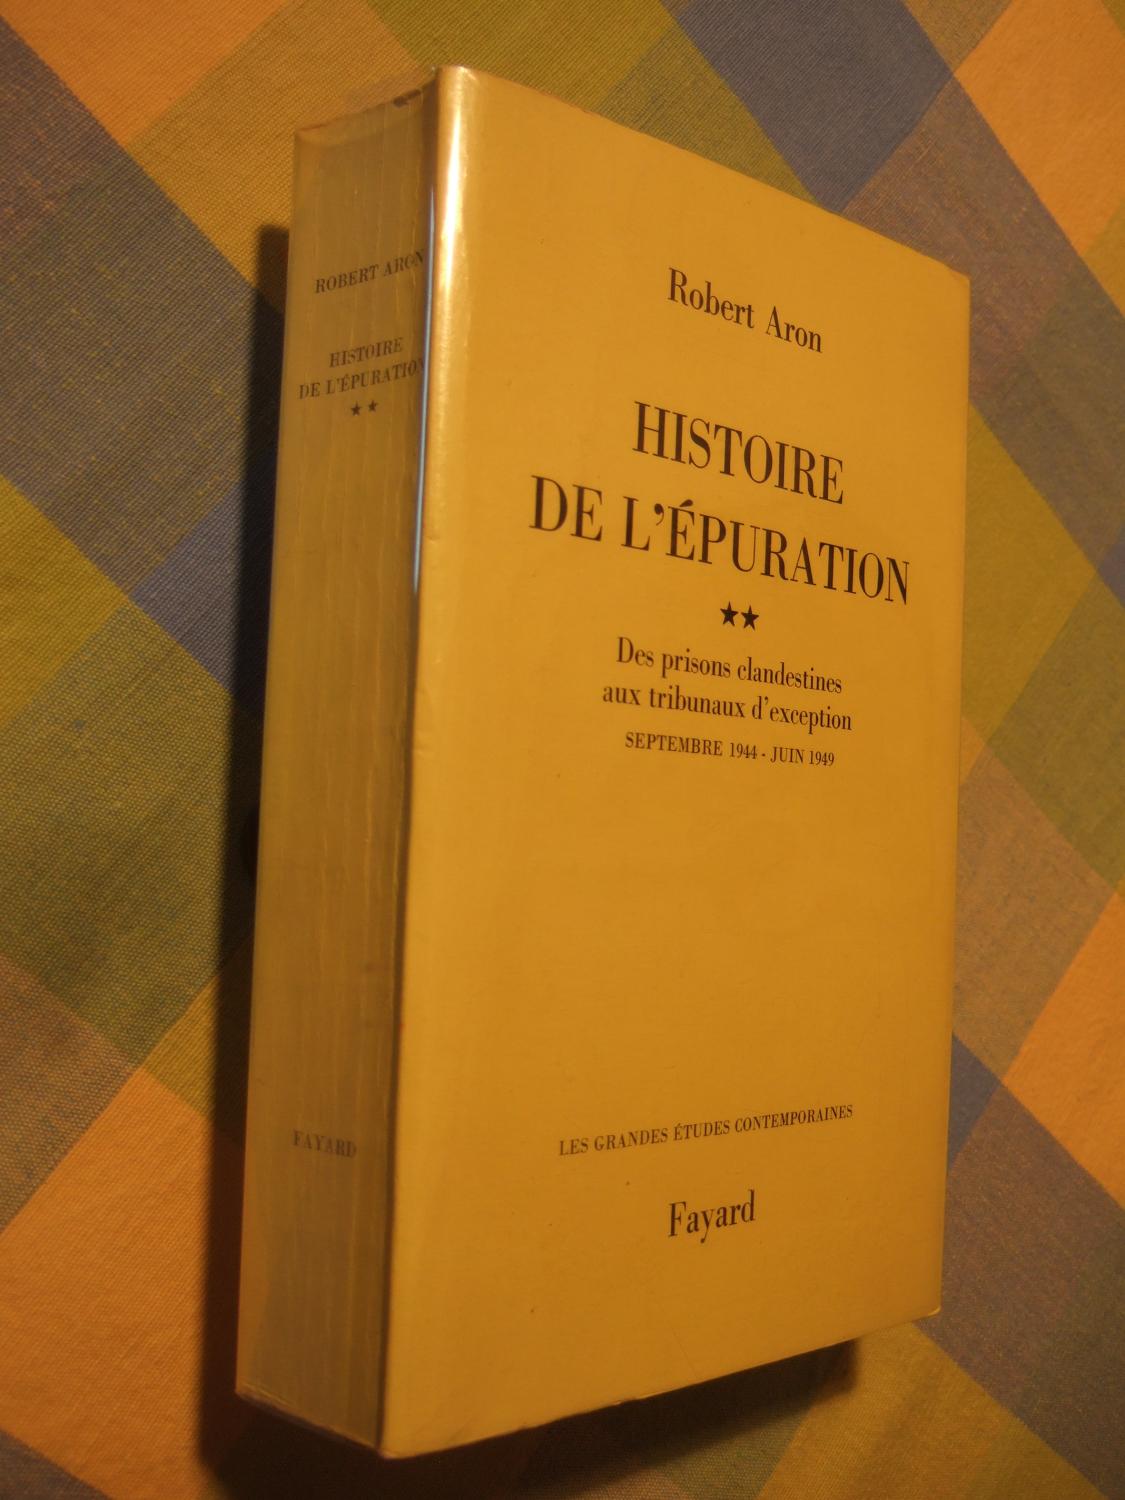 ROBERT ARON
HISTOIRE
DE L'ÉPURATION
★★
FAYARD
Robert Aron
HISTOIRE
DE L'ÉPURATION
★★
Des prisons clandestines
aux tribunaux d'exception
SEPTEMBRE 1944 - JUIN 1949
LES GRANDES ÉTUDES CONTEMPORAINES
Fayard